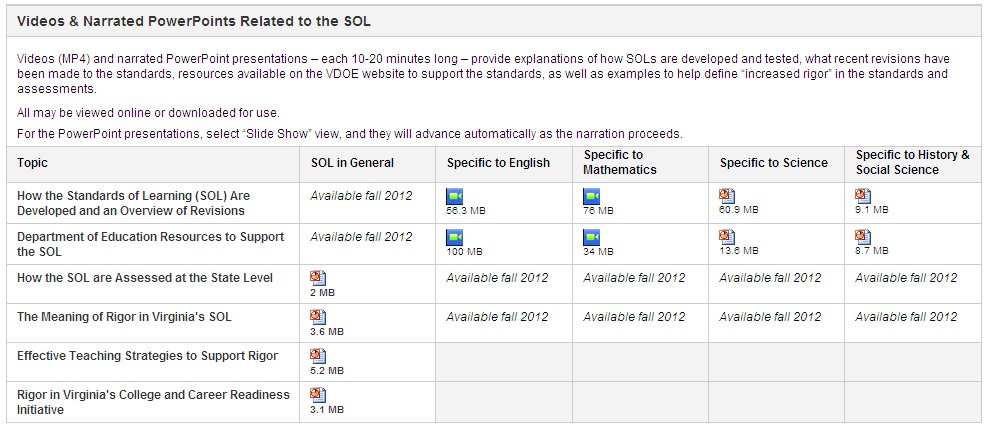 Videos & Narrated PowerPoints Related to the SOL
Videos (MP4) and narrated PowerPoint presentations – each 10-20 minutes long – provide explanations of how SOLs are developed and tested, what recent revisions have
been made to the standards, resources available on the VDOE website to support the standards, as well as examples to help define “increased rigor” in the standards and
assessments.
All may be viewed online or downloaded for use.
For the PowerPoint presentations, select “Slide Show” view, and they will advance automatically as the narration proceeds.
Topic SOL in General Specific to English Specific to Mathematics Specific to Science Specific to History & Social Science
How the Standards of Learning (SOL) Are Available fall 2012
Developed and an Overview of Revisions 56.3 MB 76 MB 60.9 MB 9.1 MB
Department of Education Resources to Support Available fall 2012
the SOL 100 MB 34 MB 13.6 MB 8.7 MB
How the SOL are Assessed at the State Level Available fall 2012 Available fall 2012 Available fall 2012 Available fall 2012
2 MB
The Meaning of Rigor in Virginia's SOL Available fall 2012 Available fall 2012 Available fall 2012 Available fall 2012
3.6 MB
Effective Teaching Strategies to Support Rigor
5.2 MB
Rigor in Virginia's College and Career Readiness
Initiative 3.1 MB